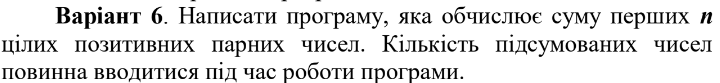 Варіант 6. Написати програму, яка обчислює суму перших n
цілих позитивних парних чисел. Кількість підсумованих чисел
повинна вводитися під час роботи програми.